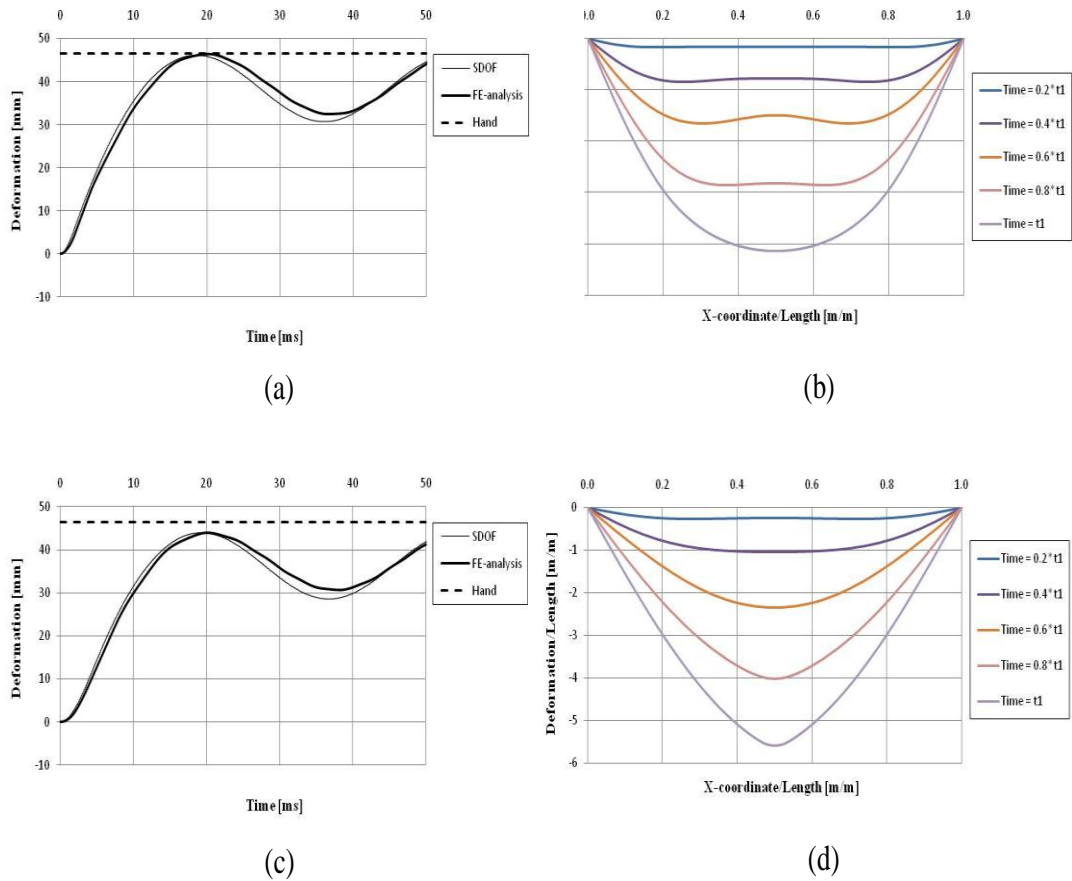 0 10 20 30 40 50
50
40
30
20
10
0
-10
Deformation [mm]
SDOF
FE-analysis
Hand
Time [ms]
(a)
0.0 0.2 0.4 0.6 0.8 1.0
Time = 0.2*t1
Time = 0.4*t1
Time = 0.6*t1
Time = 0.8*t1
Time = t1
X-coordinate/Length [m/m]
(b)
0 10 20 30 40 50
50
40
30
20
10
0
-10
Deformation [mm]
SDOF
FE-analysis
Hand
Time [ms]
(c)
0.0 0.2 0.4 0.6 0.8 1.0
0
-1
-2
-3
-4
-5
-6
Deformation/Length [m/m]
Time = 0.2*t1
Time = 0.4*t1
Time = 0.6*t1
Time = 0.8*t1
Time = t1
X-coordinate/Length [m/m]
(d)